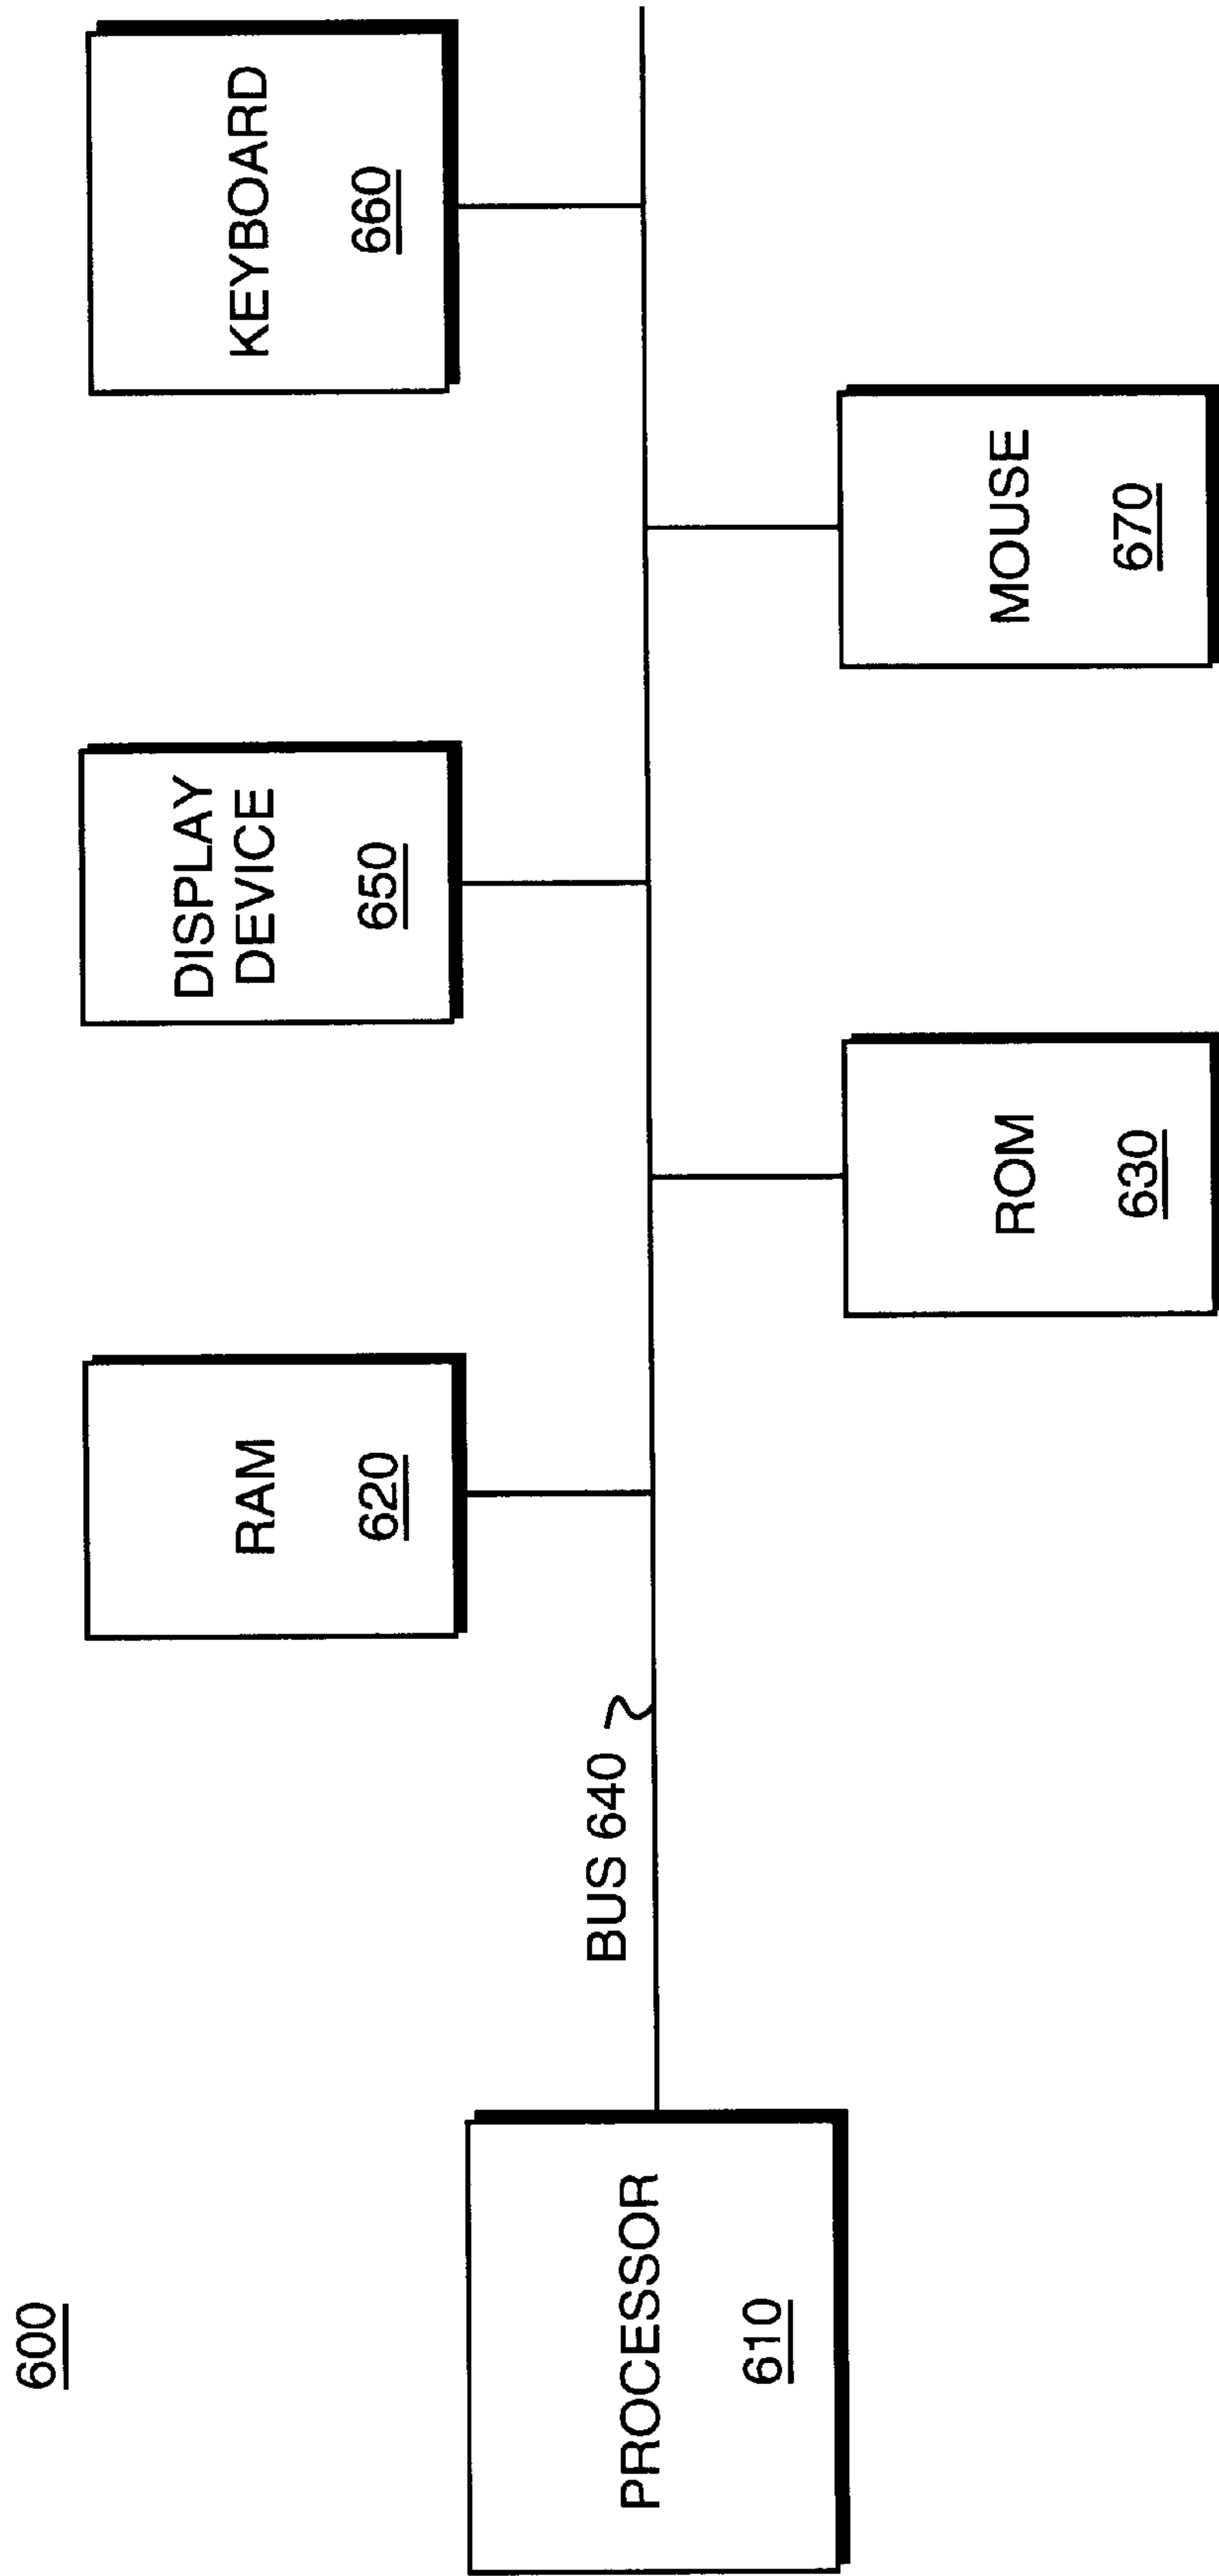 600
RAM
620
DISPLAY
DEVICE
650
KEYBOARD
660
PROCESSOR
610
BUS 640
ROM
630
MOUSE
670